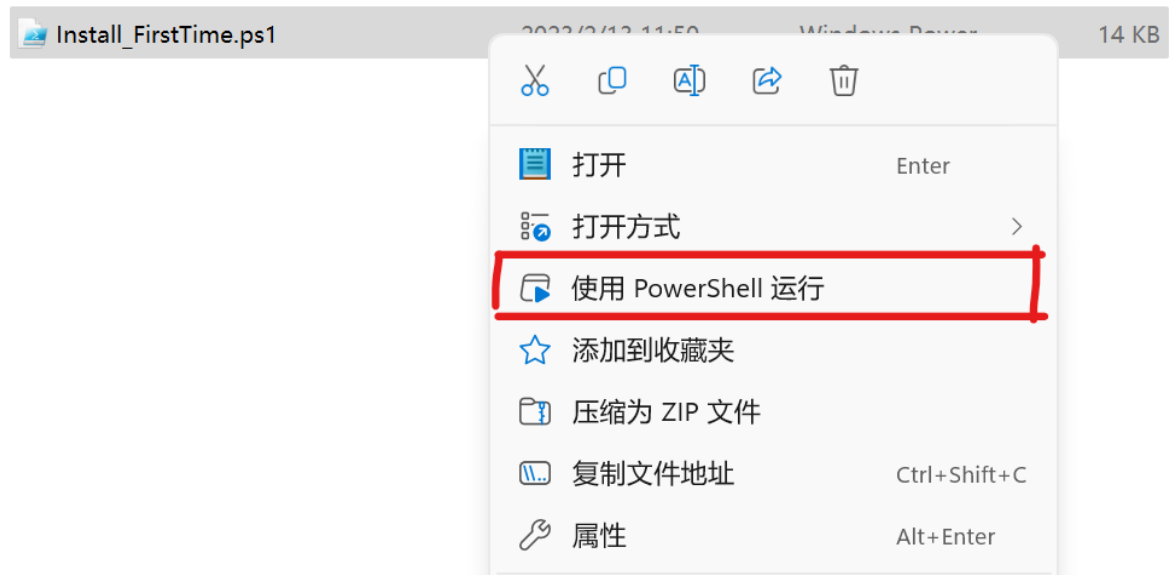 Install_FirstTime.ps1 14 KB
打开 Enter
打开方式
使用 PowerShell 运行
添加到收藏夹
压缩为 ZIP 文件
复制文件地址 Ctrl+Shift+C
属性 Alt+Enter